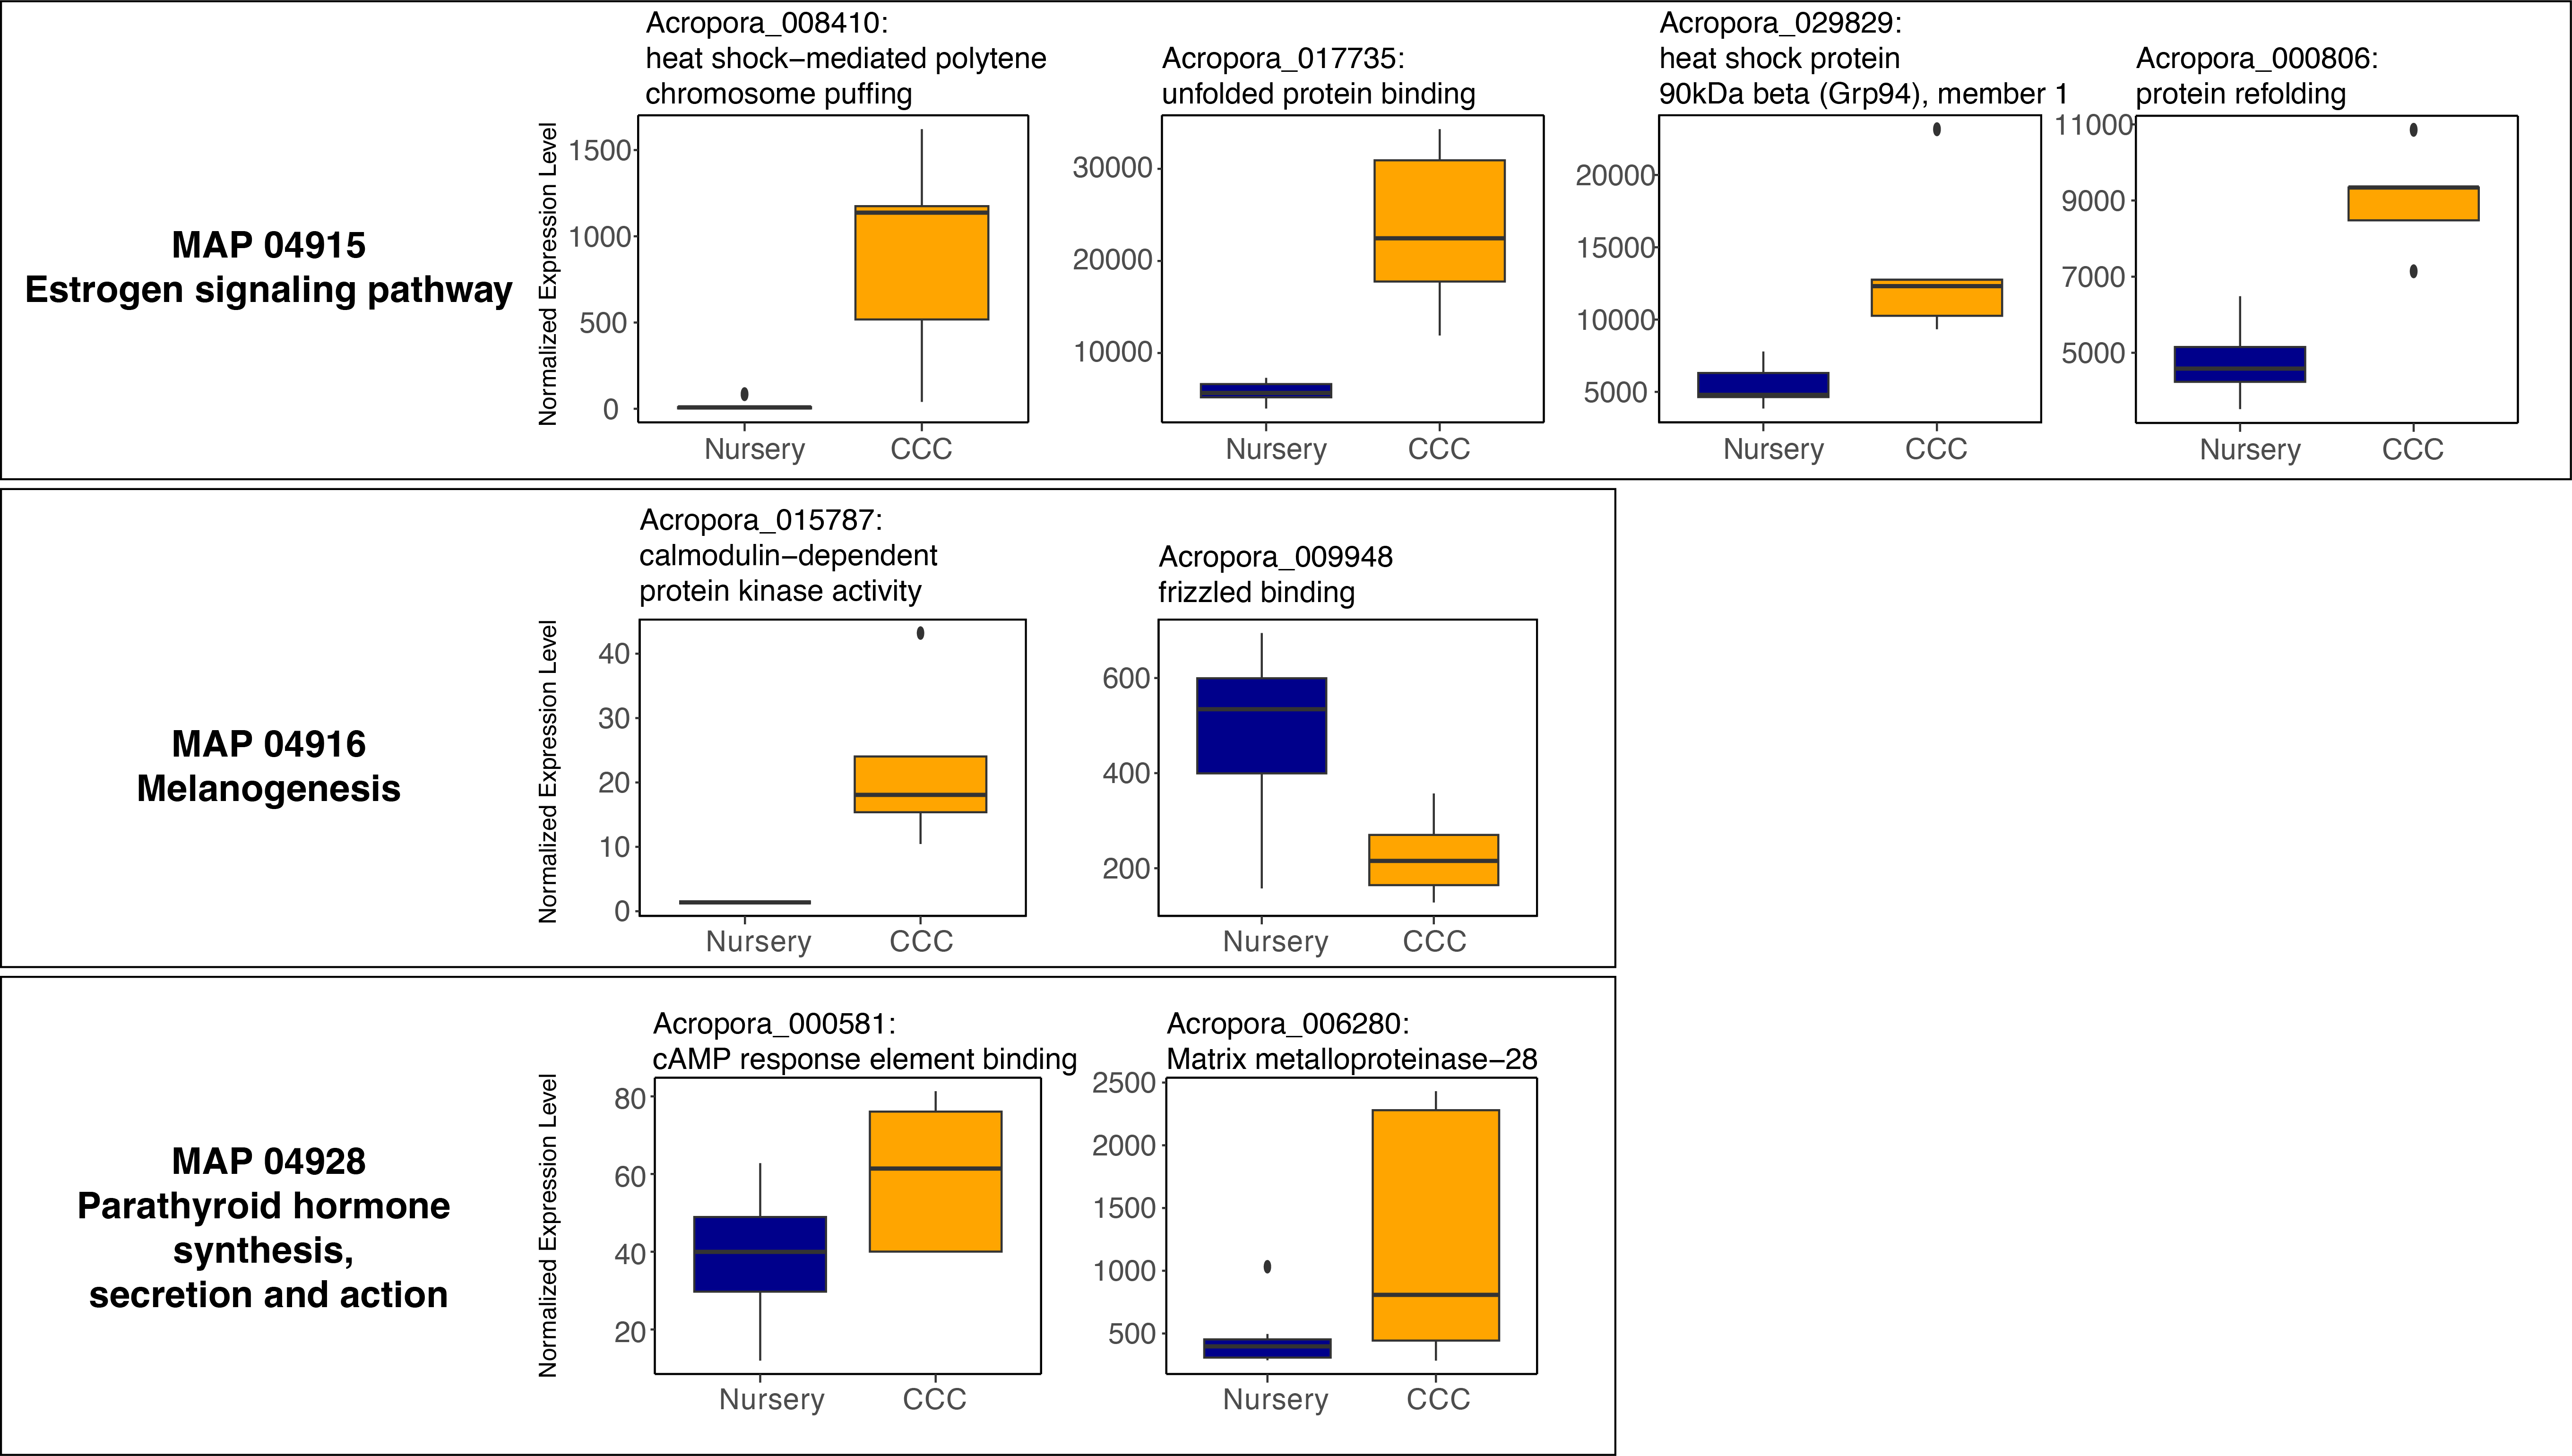 MAP 04915
Estrogen signaling pathway
Normalized Expression Level
Acropora_008410:
heat shock−mediated polytene
chromosome puffing
1500
1000
500
0
Nursery
CCC
Acropora_017735:
unfolded protein binding
30000
20000
10000
Nursery
CCC
Acropora_029829:
heat shock protein
90kDa beta (Grp94), member 1
20000
15000
10000
5000
Nursery
CCC
Acropora_000806:
protein refolding
11000
9000
7000
5000
Nursery
CCC
MAP 04916
Melanogenesis
Normalized Expression Level
Acropora_015787:
calmodulin−dependent
protein kinase activity
40
30
20
10
0
Nursery
CCC
Acropora_009948
frizzled binding
600
400
200
Nursery
CCC
MAP 04928
Parathyroid hormone
synthesis,
secretion and action
Normalized Expression Level
Acropora_000581:
cAMP response element binding
80
60
40
20
Nursery
CCC
Acropora_006280:
Matrix metalloproteinase−28
2500
2000
1500
1000
500
Nursery
CCC